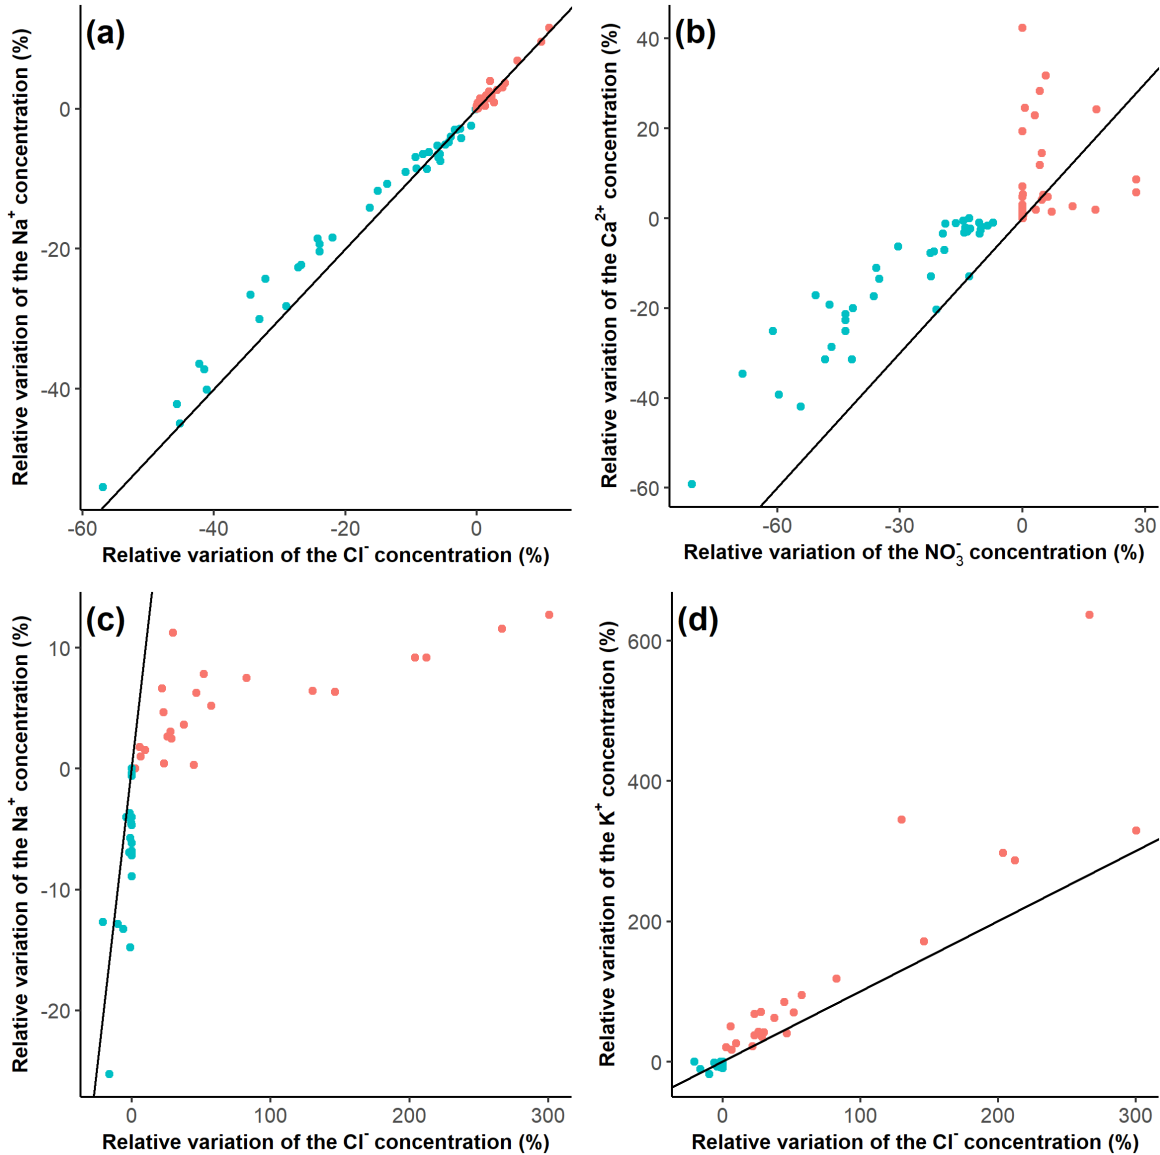 (a)
Relative variation of the Na⁺ concentration (%)
0
-20
-40
-60
-40
-20
0
Relative variation of the Cl⁻ concentration (%)
(b)
Relative variation of the Ca²⁺ concentration (%)
40
20
0
-20
-40
-60
-60
-30
0
30
Relative variation of the NO₃⁻ concentration (%)
(c)
Relative variation of the Na⁺ concentration (%)
10
0
-10
-20
0
100
200
300
Relative variation of the Cl⁻ concentration (%)
(d)
Relative variation of the K⁺ concentration (%)
600
400
200
0
0
100
200
300
Relative variation of the Cl⁻ concentration (%)